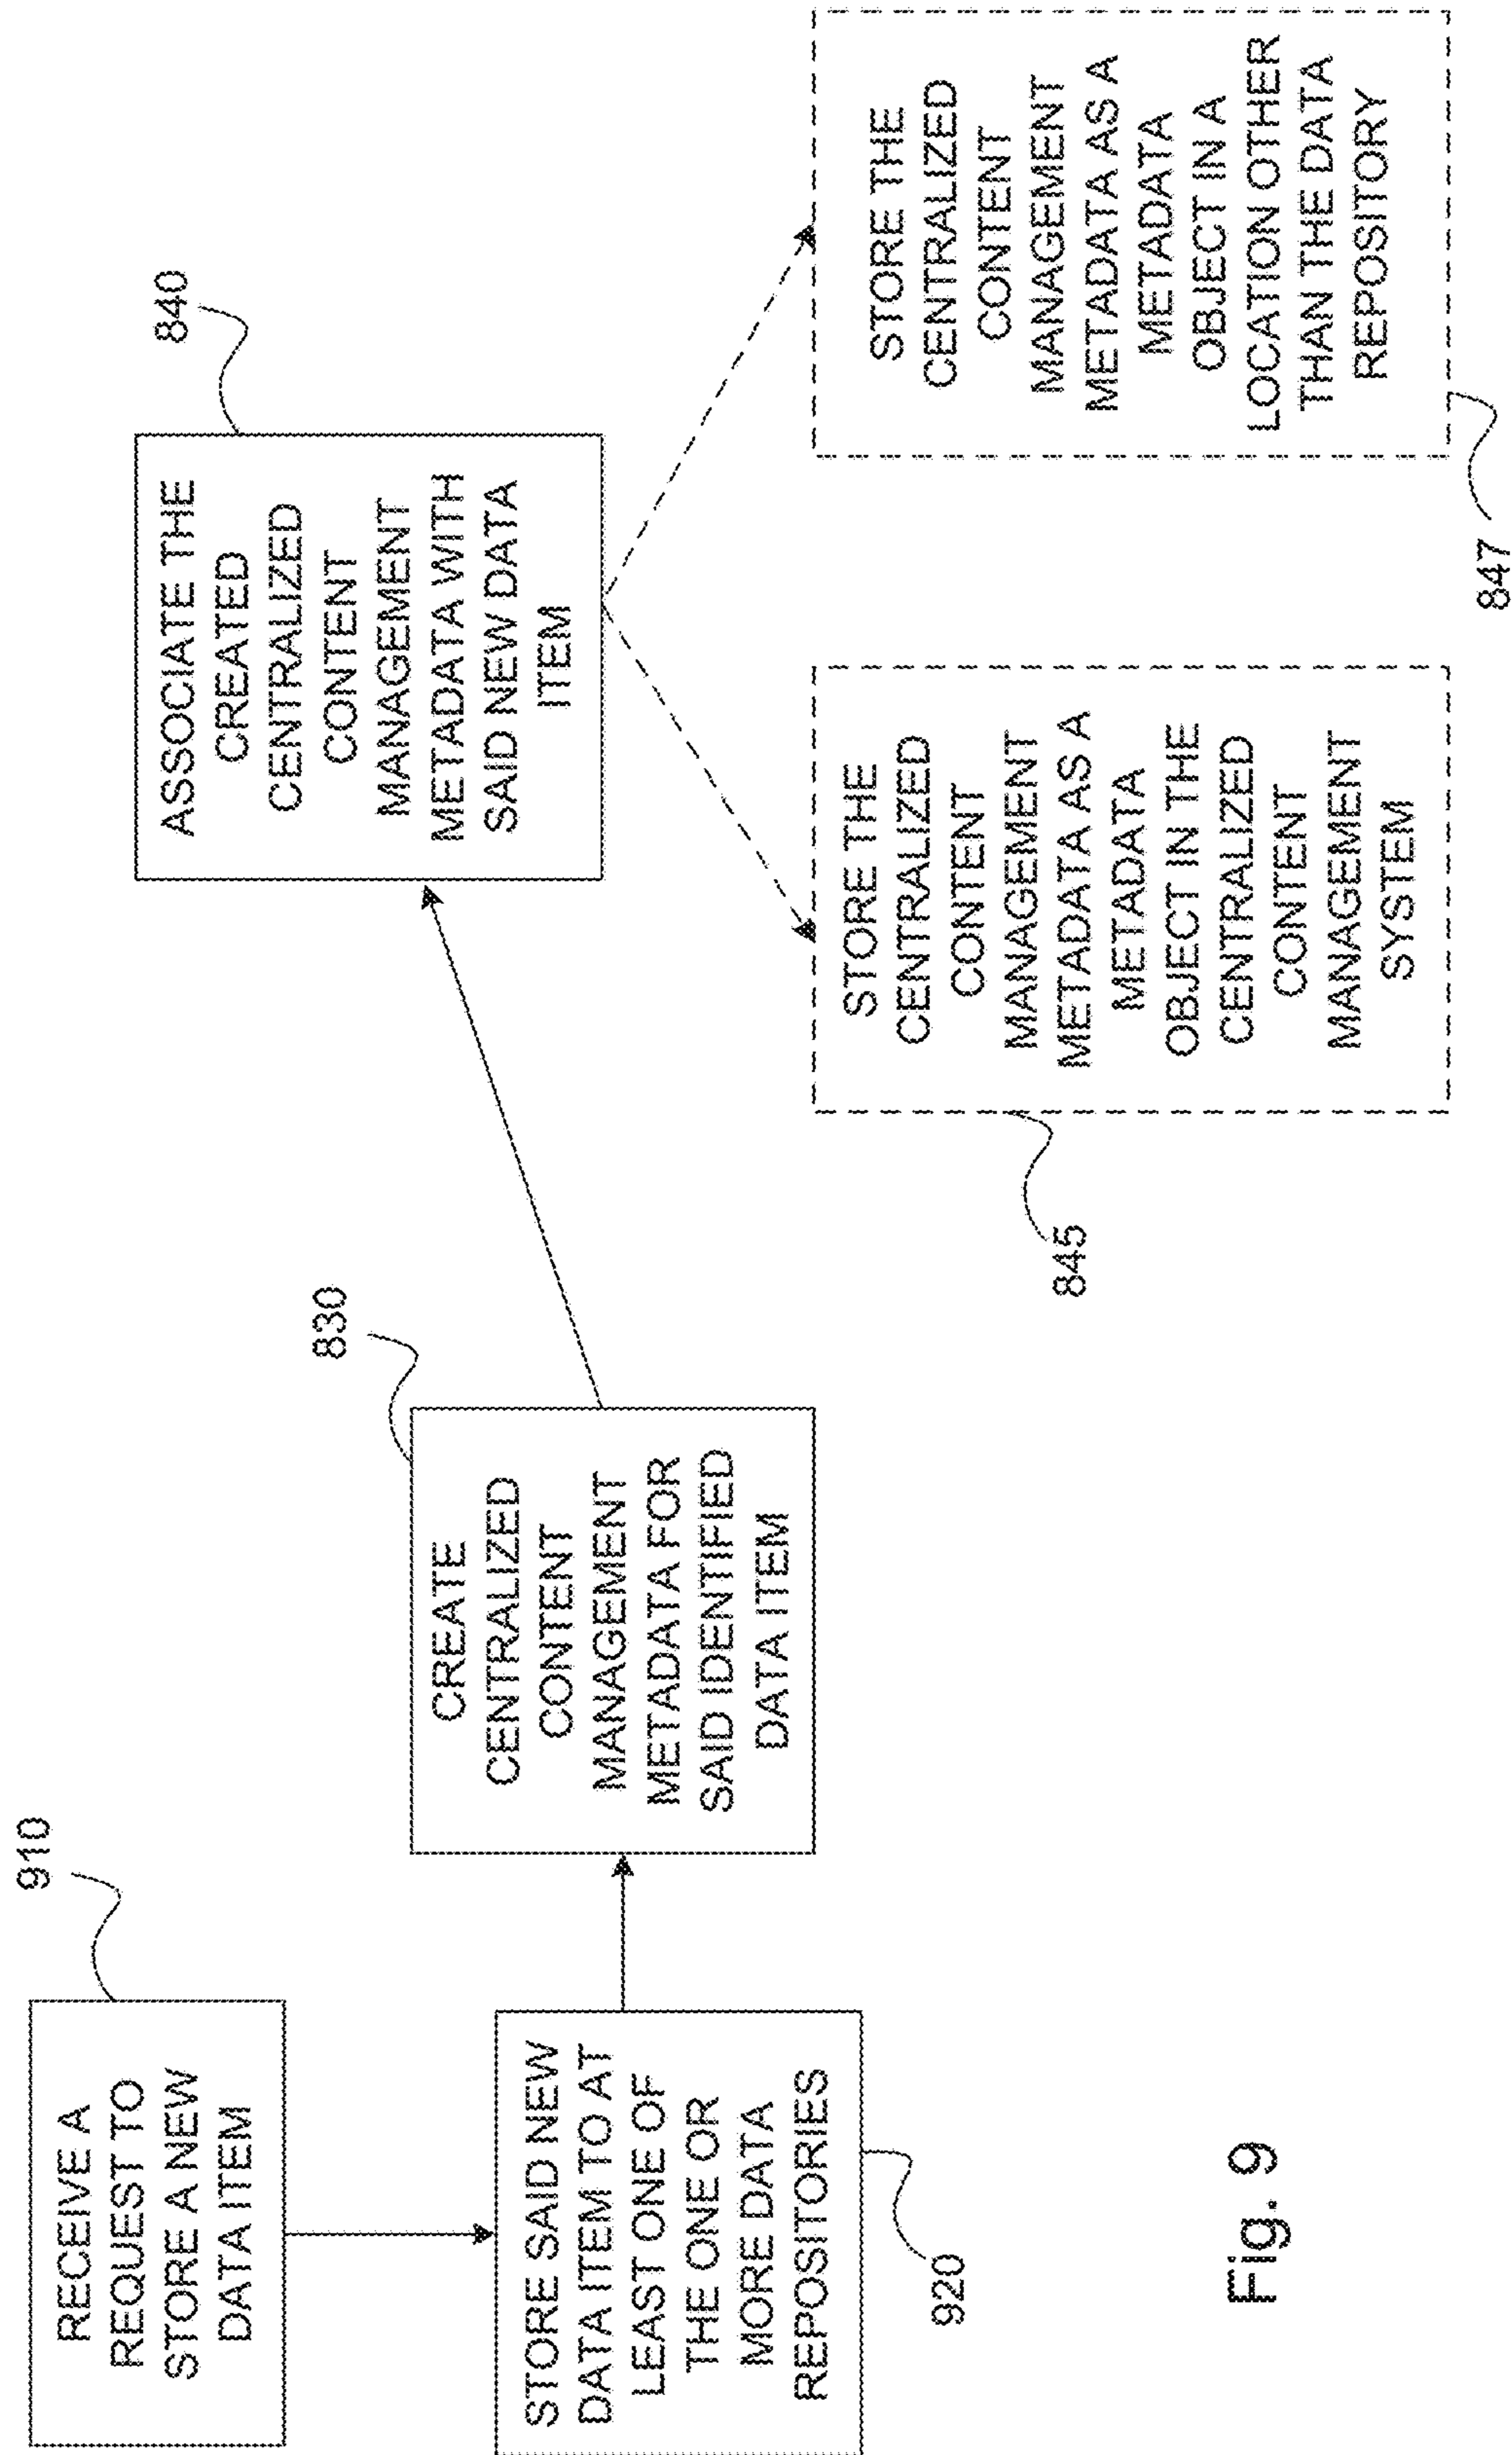 910
RECEIVE A
REQUEST TO
STORE A NEW
DATA ITEM
STORE SAID NEW
DATA ITEM TO AT
LEAST ONE OF
THE ONE OR
MORE DATA
REPOSITORIES
920
830
CREATE
CENTRALIZED
CONTENT
MANAGEMENT
METADATA FOR
SAID IDENTIFIED
DATA ITEM
840
ASSOCIATE THE
CREATED
CENTRALIZED
CONTENT
MANAGEMENT
METADATA WITH
SAID NEW DATA
ITEM
STORE THE
CENTRALIZED
CONTENT
MANAGEMENT
METADATA AS A
METADATA
OBJECT IN THE
CENTRALIZED
CONTENT
MANAGEMENT
SYSTEM
845
STORE THE
CENTRALIZED
CONTENT
MANAGEMENT
METADATA AS A
METADATA
OBJECT IN A
LOCATION OTHER
THAN THE DATA
REPOSITORY
847
Fig. 9